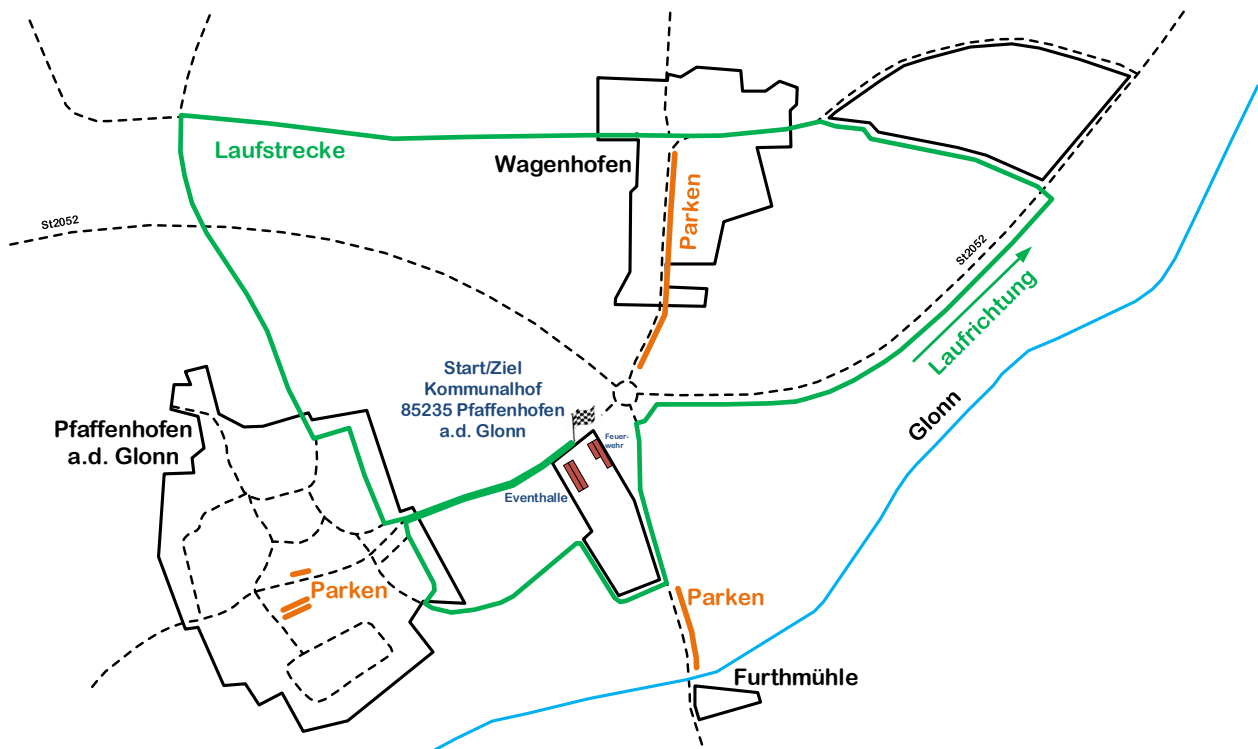 Laufstrecke
Wagenhofen
Parken
St2052
St2052
Laufrichtung
Start/Ziel
Kommunalhof
85235 Pfaffenhofen
a.d. Glonn
Glonn
Pfaffenhofen
a.d. Glonn
Feuer-
wehr
Eventhalle
Parken
Parken
Furthmühle